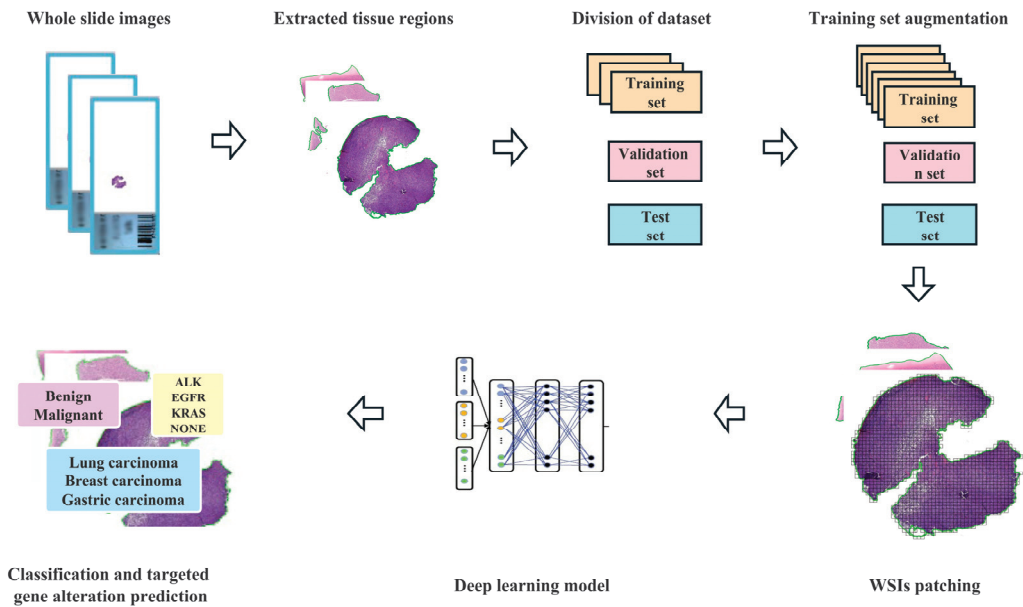 Whole slide images
Extracted tissue regions
Division of dataset
Training set augmentation
Training
set
Validation
set
Test
set
Training
set
Validatio
n set
Test
set
Benign
Malignant
ALK
EGFR
KRAS
NONE
Lung carcinoma
Breast carcinoma
Gastric carcinoma
Classification and targeted
gene alteration prediction
Deep learning model
WSIs patching